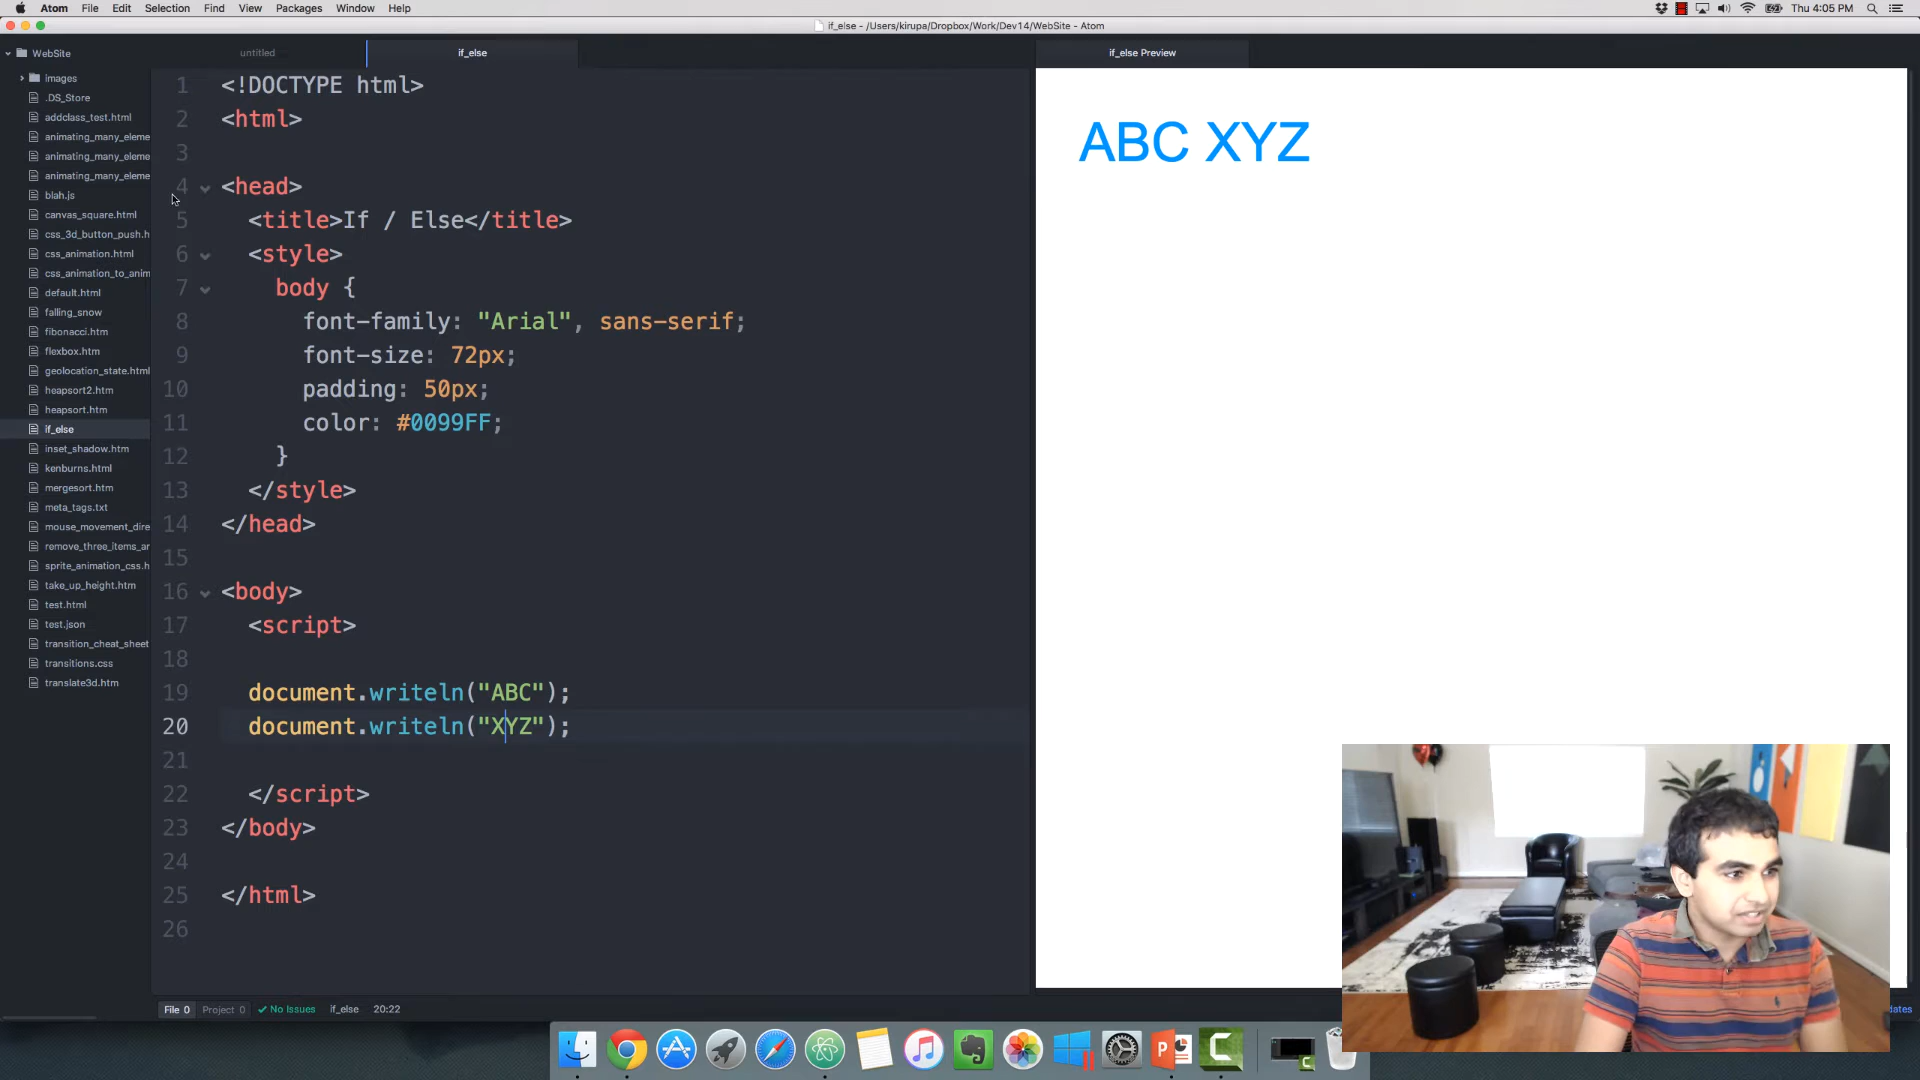 Atom File Edit View Selection Find Packages Window Help
Thu 4:05 PM
if_else - /Users/kirupa/Dropbox/Work/Dev14/WebSite - Atom
WebSite
images
.DS_Store
addclass_test.html
animating_many_eleme
animating_many_eleme
animating_many_eleme
blah.js
canvas_square.html
css_3d_button_push.h
css_animation.html
css_animation_to_anim
default.html
falling_snow
fibonacci.htm
flexbox.htm
geolocation_state.html
heapsort2.htm
heapsort.htm
if_else
inset_shadow.htm
kenburns.html
mergesort.htm
meta_tags.txt
mouse_movement_dire
remove_three_items_ar
sprite_animation_css.h
take_up_height.htm
test.html
test.json
transition_cheat_sheet
transitions.css
translate3d.htm
untitled
if_else
1 <!DOCTYPE html>
2 <html>
3
4 <head>
5 <title>If / Else</title>
6 <style>
7 body {
8 font-family: "Arial", sans-serif;
9 font-size: 72px;
10 padding: 50px;
11 color: #0099FF;
12 }
13 </style>
14 </head>
15
16 <body>
17 <script>
18
19 document.writeln("ABC");
20 document.writeln("XYZ");
21
22 </script>
23 </body>
24
25 </html>
26
if_else Preview
ABC XYZ
File 0 Project 0 No Issues if_else 20:22
dates